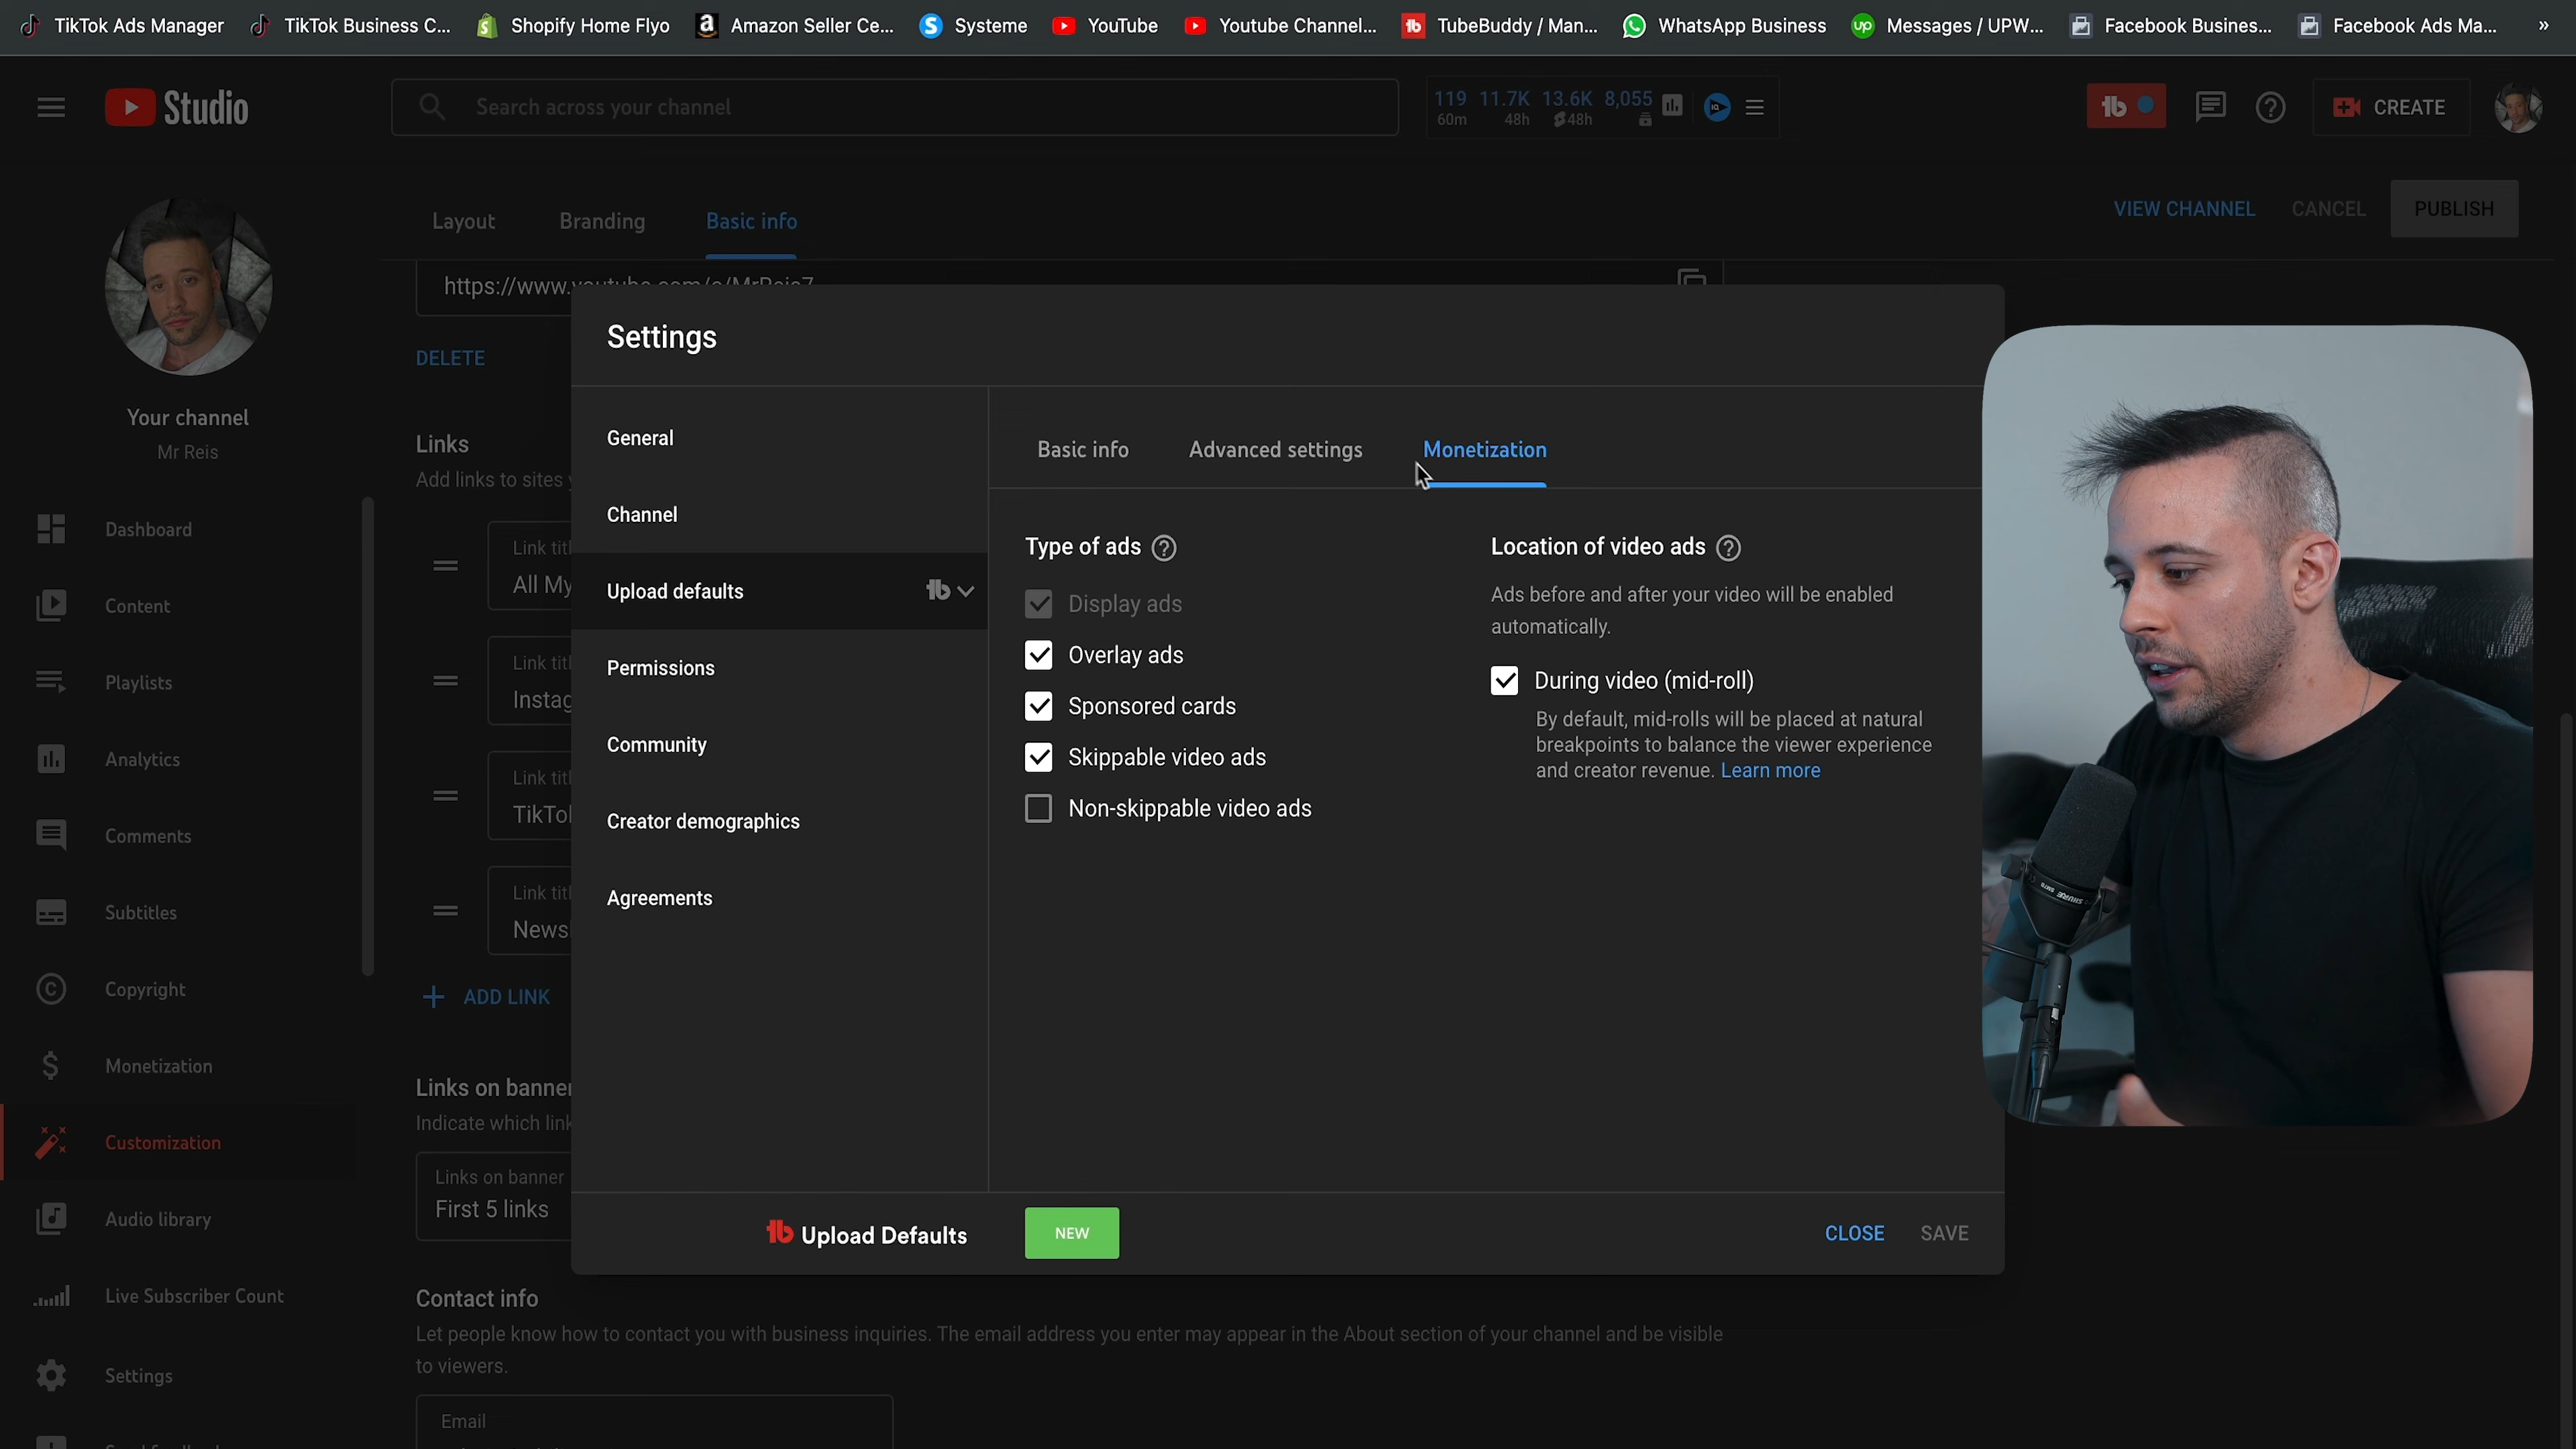 TikTok Ads Manager
TikTok Business C...
Shopify Home Flyo
Amazon Seller Ce...
Systeme
YouTube
Youtube Channel...
TubeBuddy / Man...
WhatsApp Business
Messages / UPW...
Facebook Busines...
Facebook Ads Ma...
»
Studio
Search across your channel
119 11.7K 13.6K 8,055
60m 48h 48h
CREATE
Your channel
Mr Reis
Dashboard
Content
Playlists
Analytics
Comments
Subtitles
Copyright
Monetization
Customization
Audio library
Live Subscriber Count
Settings
Layout
Branding
Basic info
VIEW CHANNEL
CANCEL
PUBLISH
DELETE
Links
Add links to sites
Link titl
All My
Link titl
Instag
Link titl
TikTo
Link titl
News
ADD LINK
Links on banner
Indicate which link
Links on banner
First 5 links
Contact info
Let people know how to contact you with business inquiries. The email address you enter may appear in the About section of your channel and be visible
to viewers.
Email
Settings
General
Channel
Upload defaults
Permissions
Community
Creator demographics
Agreements
Basic info
Advanced settings
Monetization
Type of ads
Display ads
Overlay ads
Sponsored cards
Skippable video ads
Non-skippable video ads
Location of video ads
Ads before and after your video will be enabled
automatically.
During video (mid-roll)
By default, mid-rolls will be placed at natural
breakpoints to balance the viewer experience
and creator revenue. Learn more
Upload Defaults
NEW
CLOSE
SAVE
SHURE